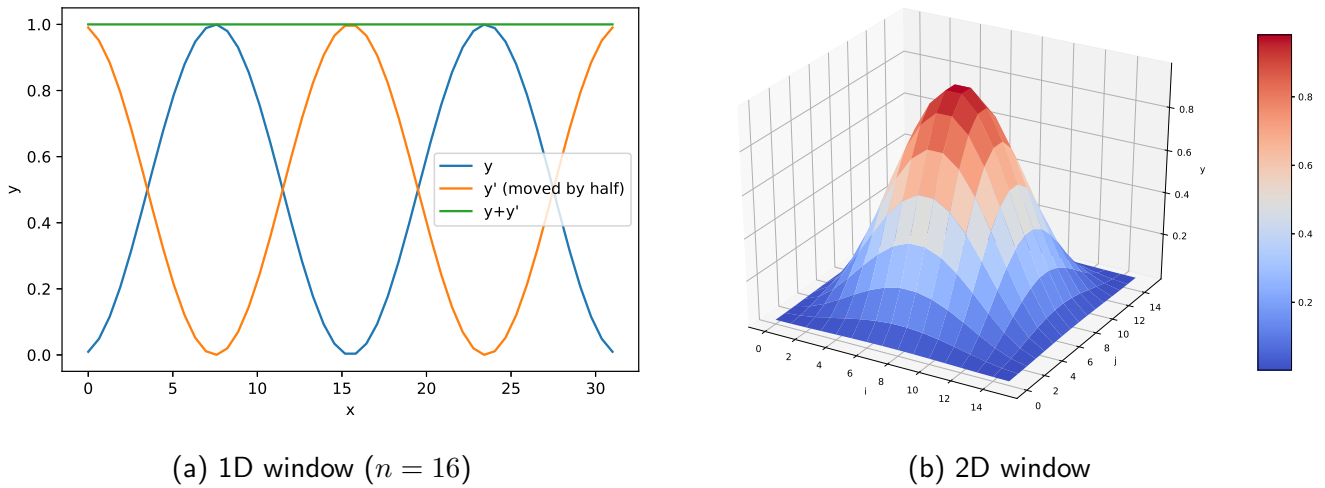 1.0
0.8
0.6
0.4
0.2
0.0
y
0 5 10 15 20 25 30
x
y
y' (moved by half)
y+y'
(a) 1D window (n = 16)
0.8
0.6
0.4
0.2
y
0 2 4 6 8 10 12 14
i
0 2 4 6 8 10 12 14
j
0.8
0.6
0.4
0.2
(b) 2D window